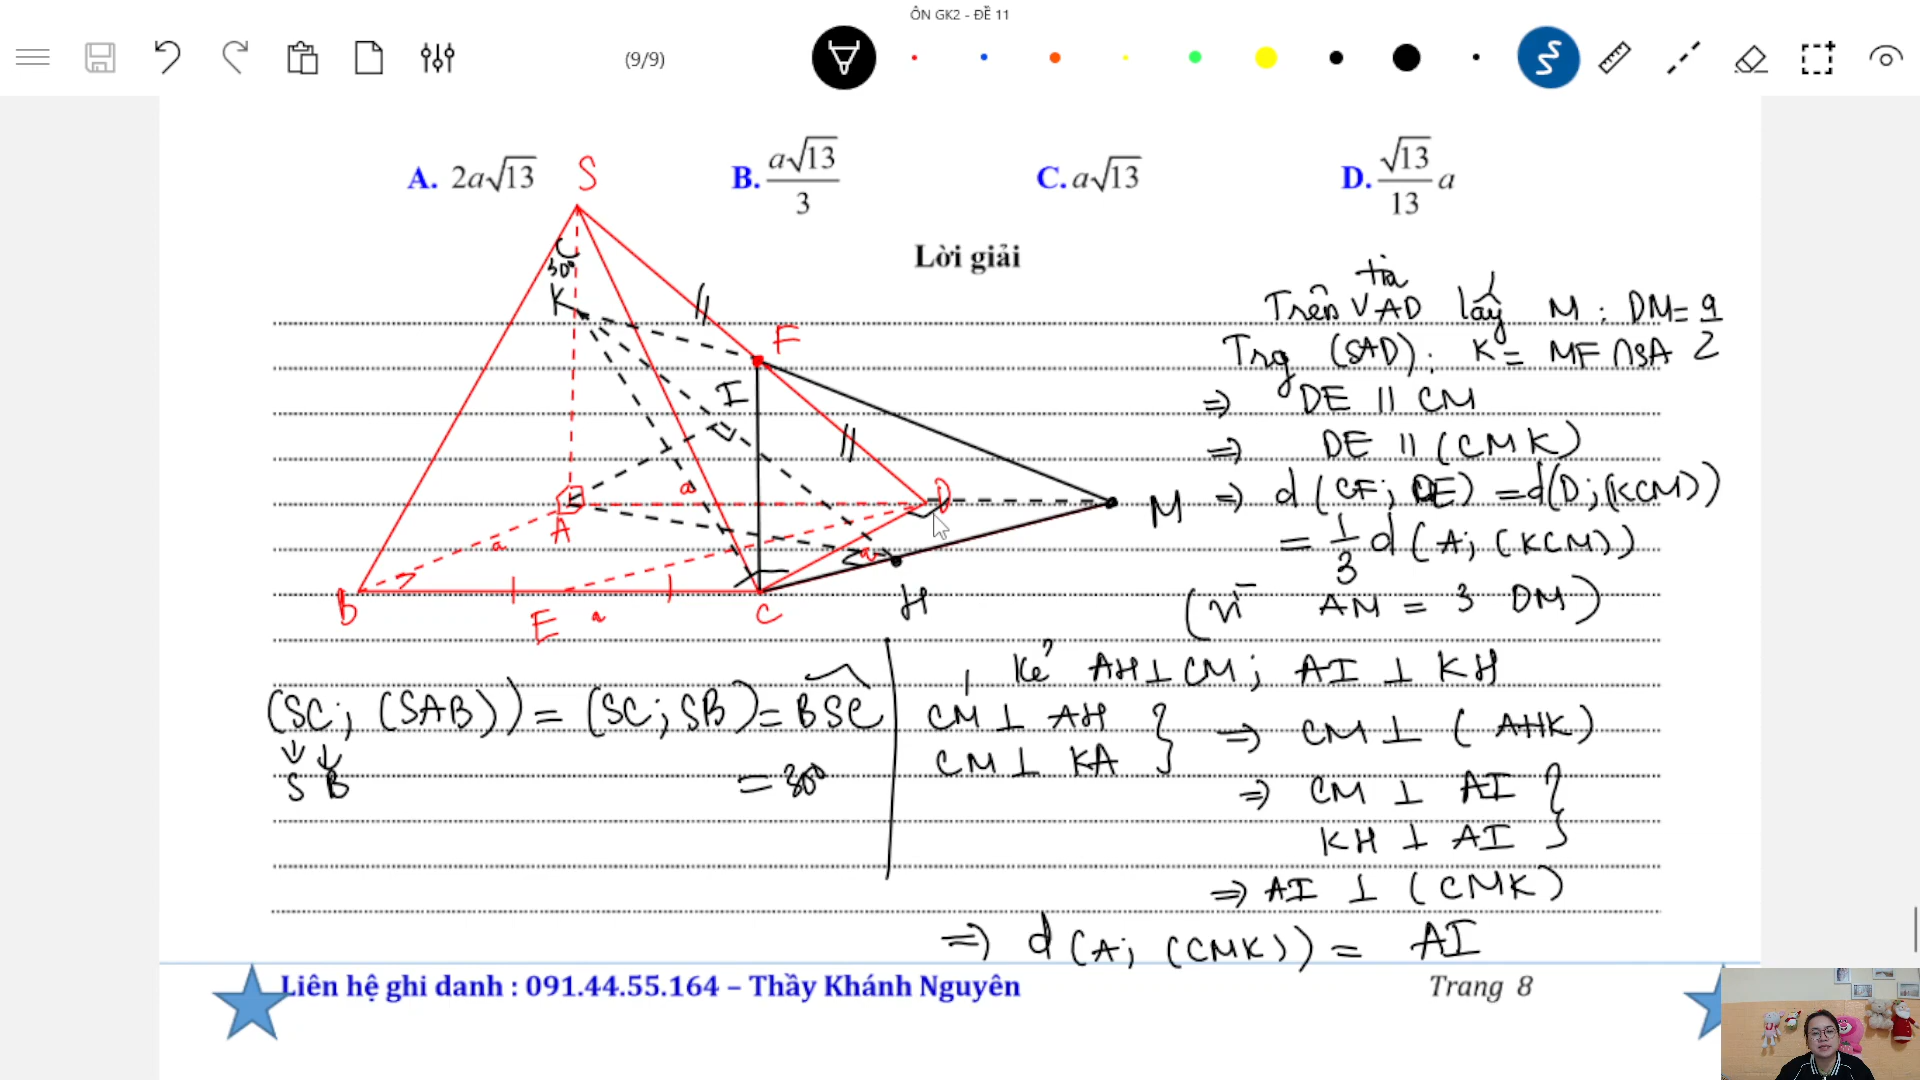 ÔN GK2 - ĐỀ 11
(9/9)
A. 2a√13
B. a√13/3
C. a√13
D. √13/13 a
Lời giải
S
30°
K
F
I
a
D
A
M
a
a
H
B
E
a
C
tia
Trên V AD lấy M : DM = a/2
Trg (SAD): K = MF ∩ SA
⇒ DE // CM
⇒ DE // (CMK)
⇒ d(CF; DE) = d(D; (KCM))
= 1/3 d(A; (KCM))
(vì AM = 3 DM)
(SC; (SAB)) = (SC; SB) = BSC
S B
= 30°
Kẻ AH ⊥ CM; AI ⊥ KH
CM ⊥ AH } ⇒ CM ⊥ (AHK)
CM ⊥ KA
⇒ CM ⊥ AI }
KH ⊥ AI
⇒ AI ⊥ (CMK)
⇒ d(A; (CMK)) = AI
Liên hệ ghi danh : 091.44.55.164 – Thầy Khánh Nguyên
Trang 8